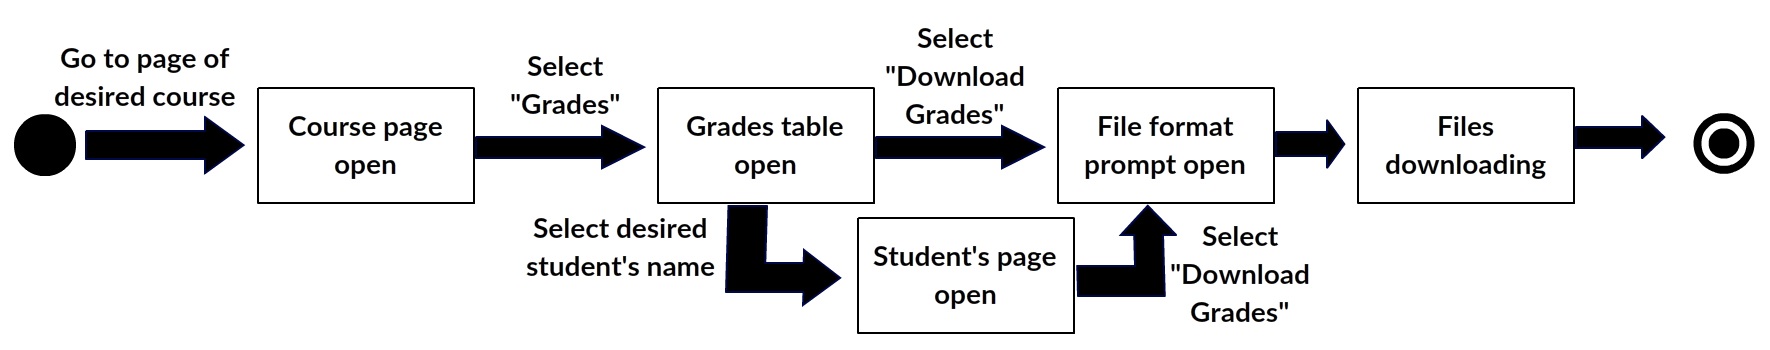 Go to page of
desired course
Course page
open
Select
"Grades"
Grades table
open
Select
"Download
Grades"
File format
prompt open
Files
downloading
Select desired
student's name
Student's page
open
Select
"Download
Grades"